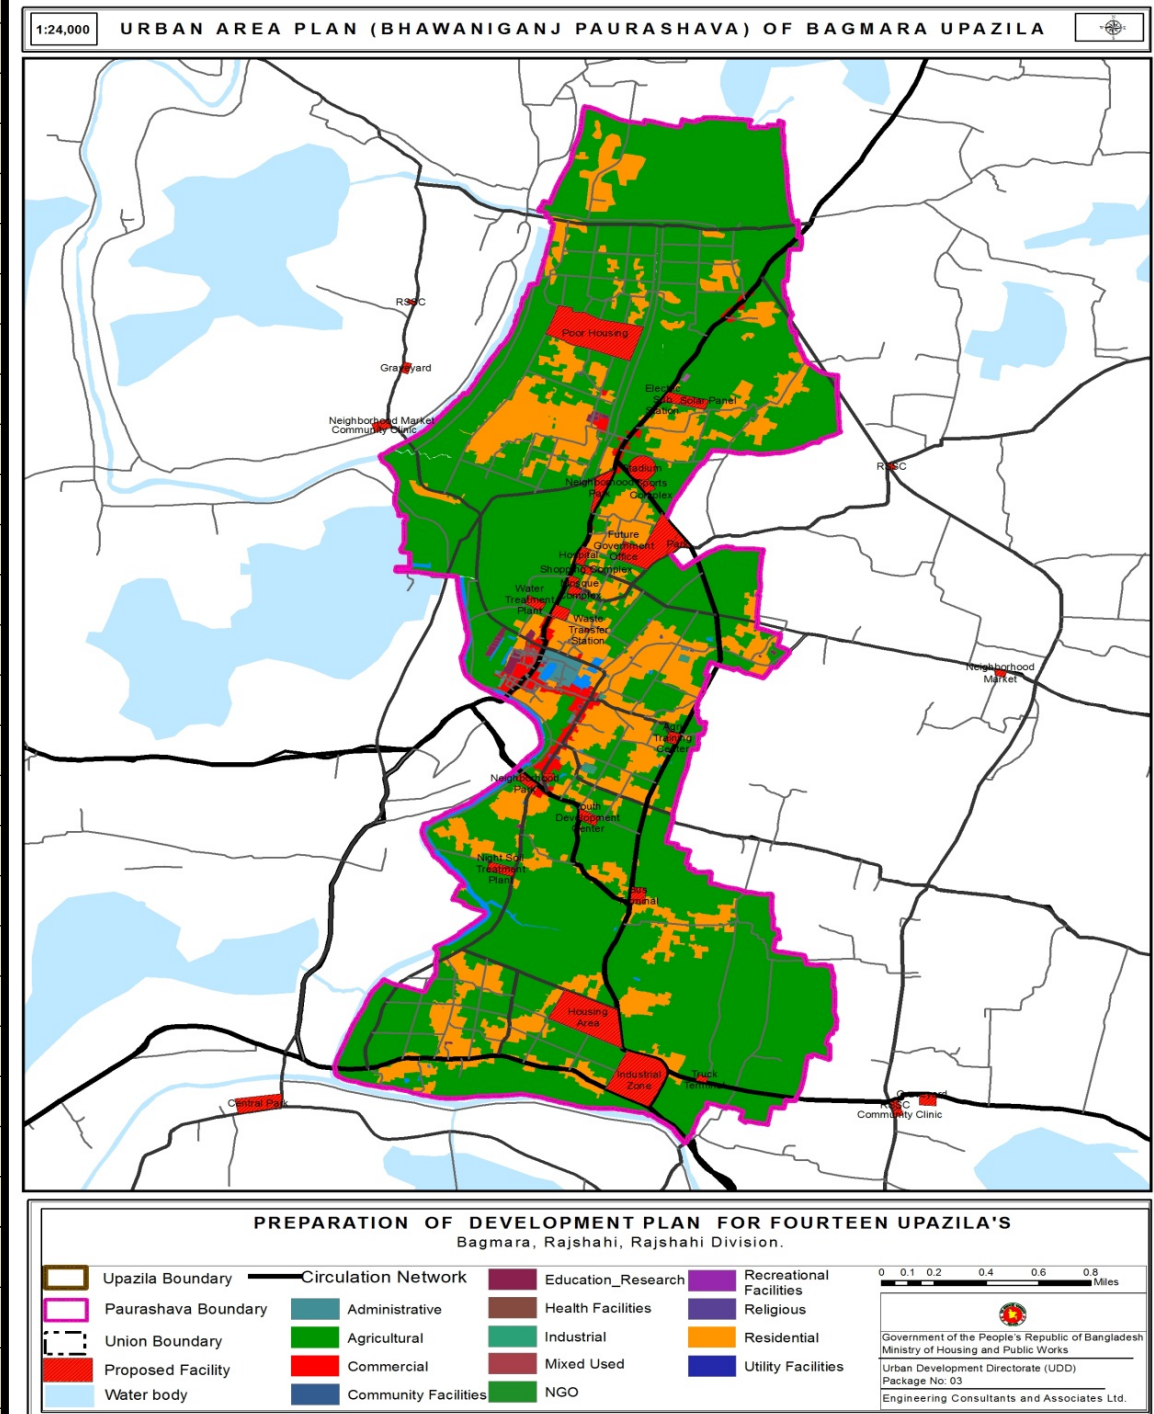 1:24,000
URBAN AREA PLAN (BHAWANIGANJ PAURASHAVA) OF BAGMARA UPAZILA
RSSC
Graveyard
Neighborhood Market
Community Clinic
Poor Housing
Electric
Sub
Station
Solar Panel
Stadium
Sports
Complex
Neighborhood
Park
RSSC
Future
Government
Office
Park
Hospital
Shopping Complex
Mosque
Complex
Water
Treatment
Plant
Waste
Transfer
Station
Neighborhood
Market
Agri
Training
Center
Neighborhood
Park
Youth
Development
Center
Night Soil
Treatment
Plant
Bus
Terminal
Housing
Area
Industrial
Zone
Truck
Terminal
Central Park
Graveyard
RSSC
Community Clinic
PREPARATION OF DEVELOPMENT PLAN FOR FOURTEEN UPAZILA'S
Bagmara, Rajshahi, Rajshahi Division.
Upazila Boundary
Paurashava Boundary
Union Boundary
Proposed Facility
Water body
Circulation Network
Administrative
Agricultural
Commercial
Community Facilities
Education_Research
Health Facilities
Industrial
Mixed Used
NGO
Recreational
Facilities
Religious
Residential
Utility Facilities
0 0.1 0.2 0.4 0.6 0.8
Miles
Government of the People's Republic of Bangladesh
Ministry of Housing and Public Works
Urban Development Directorate (UDD)
Package No: 03
Engineering Consultants and Associates Ltd.